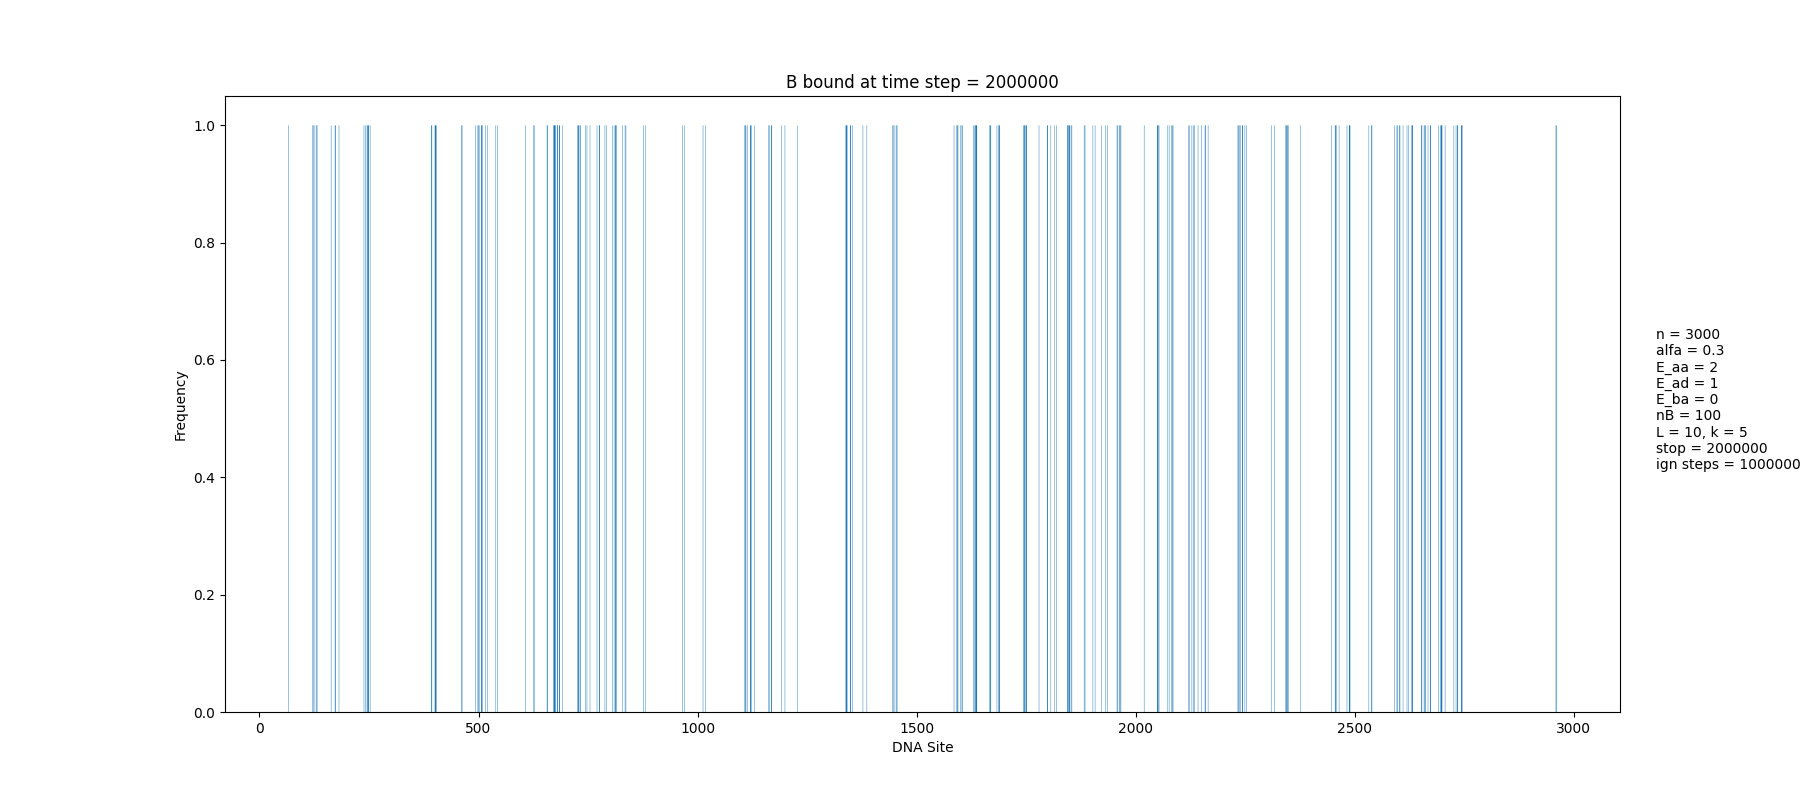 B bound at time step = 2000000
1.0
0.8
0.6
0.4
0.2
0.0
Frequency
0 500 1000 1500 2000 2500 3000
DNA Site
n = 3000
alfa = 0.3
E_aa = 2
E_ad = 1
E_ba = 0
nB = 100
L = 10, k = 5
stop = 2000000
ign steps = 1000000